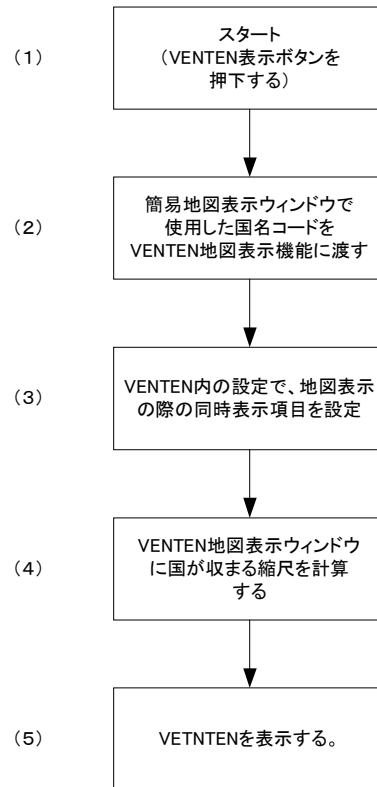 (1)
スタート
(VENTEN表示ボタンを
押下する)
(2)
簡易地図表示ウィンドウで
使用した国名コードを
VENTEN地図表示機能に渡す
(3)
VENTEN内の設定で、地図表示
の際の同時表示項目を設定
(4)
VENTEN地図表示ウィンドウ
に国が収まる縮尺を計算
する
(5)
VETNTENを表示する。